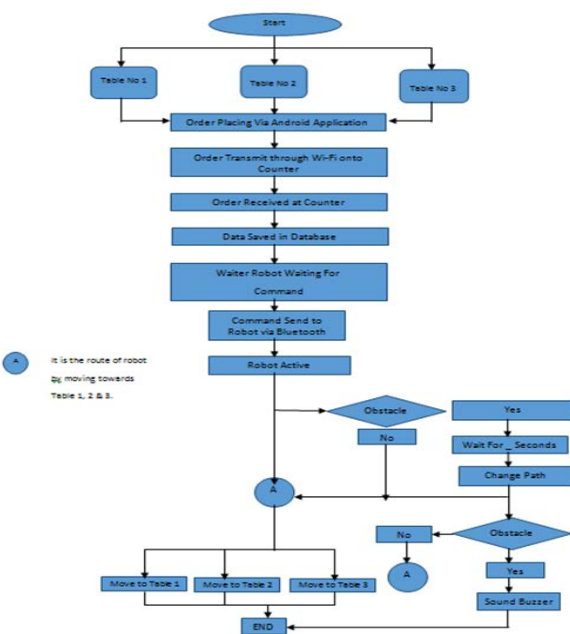 Start
Table No 1
Table No 2
Table No 3
Order Placing Via Android Application
Order Transmit through Wi-Fi onto
Counter
Order Received at Counter
Data Saved in Database
Waiter Robot Waiting For
Command
Command Send to
Robot via Bluetooth
Robot Active
A
It is the route of robot
by moving towards
Table 1, 2 & 3.
Obstacle
Yes
No
Wait For _ Seconds
Change Path
A
Obstacle
No
A
Yes
Move to Table 1
Move to Table 2
Move to Table 3
Sound Buzzer
END